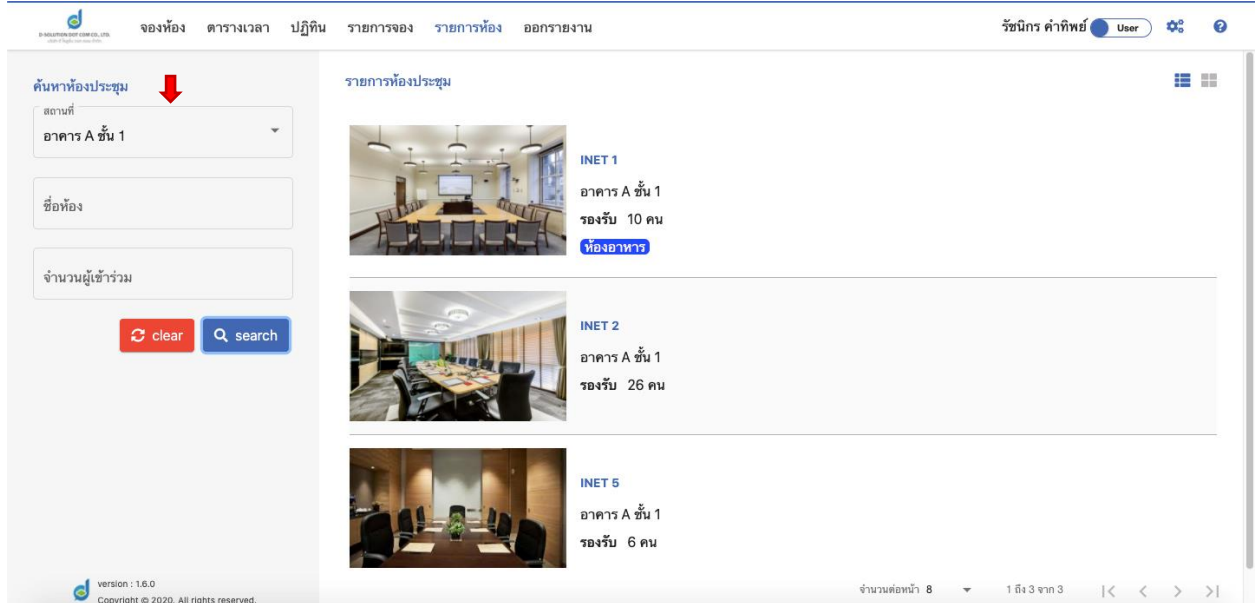 D-SOLUTION DOT COM CO., LTD.
จองห้อง ตารางเวลา ปฏิทิน รายการจอง รายการห้อง ออกรายงาน
รัชนิกร คำทิพย์ User
ค้นหาห้องประชุม
สถานที่
อาคาร A ชั้น 1
ชื่อห้อง
จำนวนผู้เข้าร่วม
clear search
version : 1.6.0
Copyright © 2020. All rights reserved.
รายการห้องประชุม
INET 1
อาคาร A ชั้น 1
รองรับ 10 คน
ห้องอาหาร
INET 2
อาคาร A ชั้น 1
รองรับ 26 คน
INET 5
อาคาร A ชั้น 1
รองรับ 6 คน
จำนวนต่อหน้า 8 1 ถึง 3 จาก 3